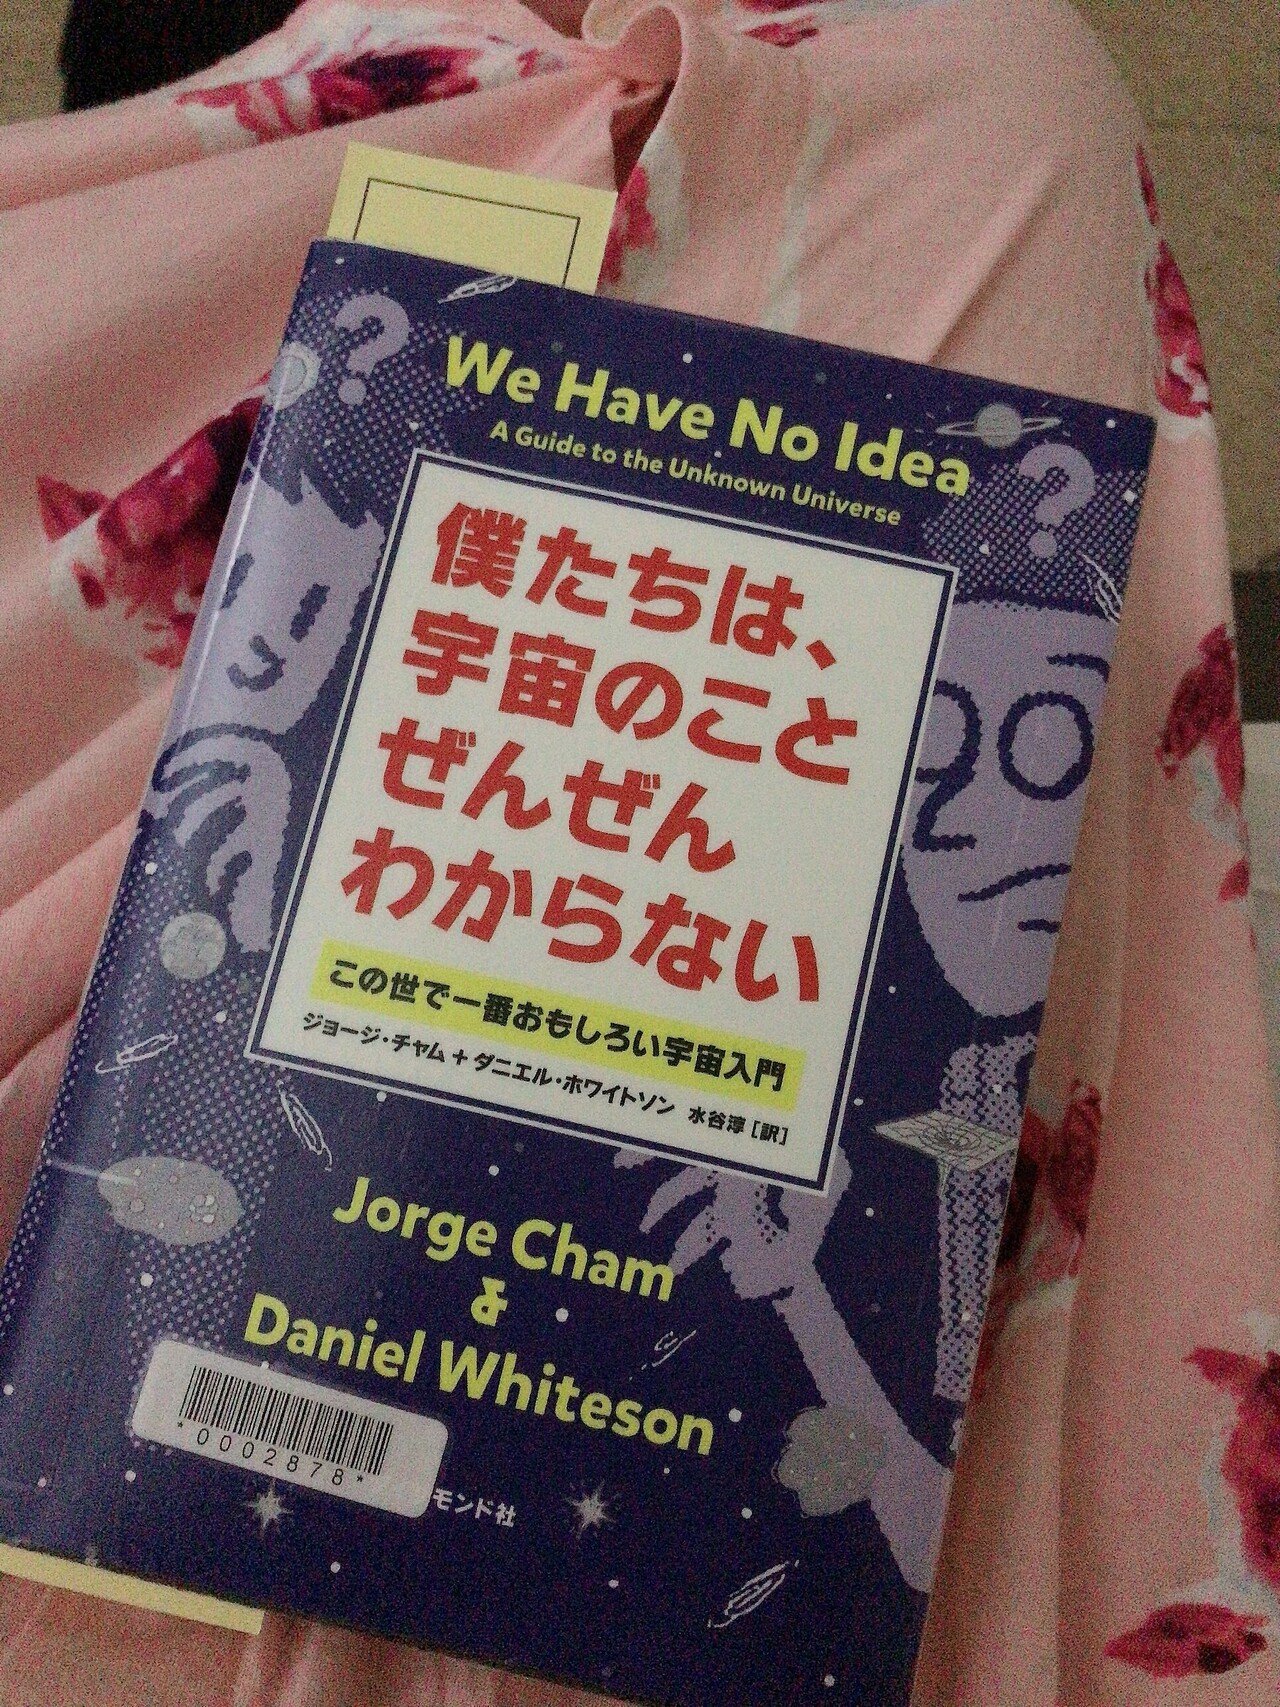 We Have No Idea
A Guide to the Unknown Universe
僕たちは、
宇宙のこと
ぜんぜん
わからない
この世で一番おもしろい宇宙入門
ジョージ・チャム+ダニエル・ホワイトソン 水谷淳[訳]
Jorge Cham
&
Daniel Whiteson
*0002878*
モンド社
? ?